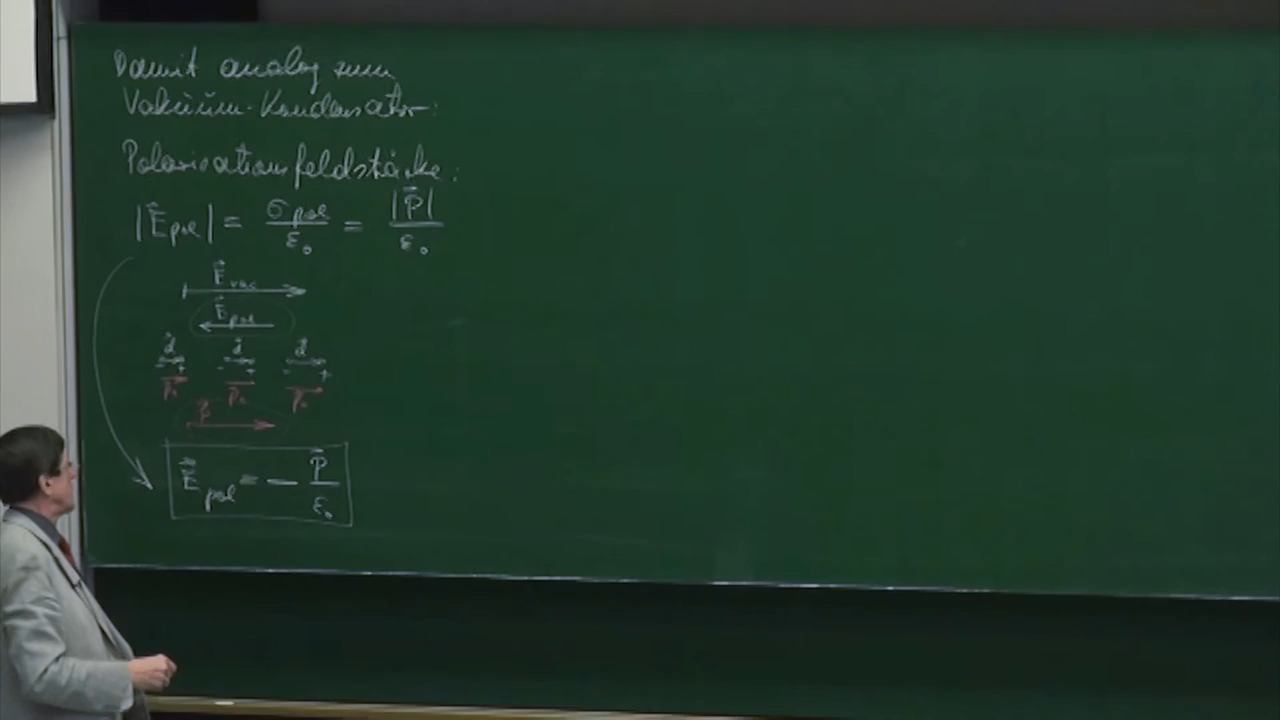 Damit analog zum
Vakuum-Kondensator:
Polarisationsfeldstärke:
|E⃗pol| = σpol/ε₀ = |P⃗|/ε₀
E⃗vac
E⃗pol
d⃗ d⃗ d⃗
- + - + - +
p⃗ₑ p⃗ₑ p⃗ₑ
P⃗
E⃗pol = − P⃗/ε₀